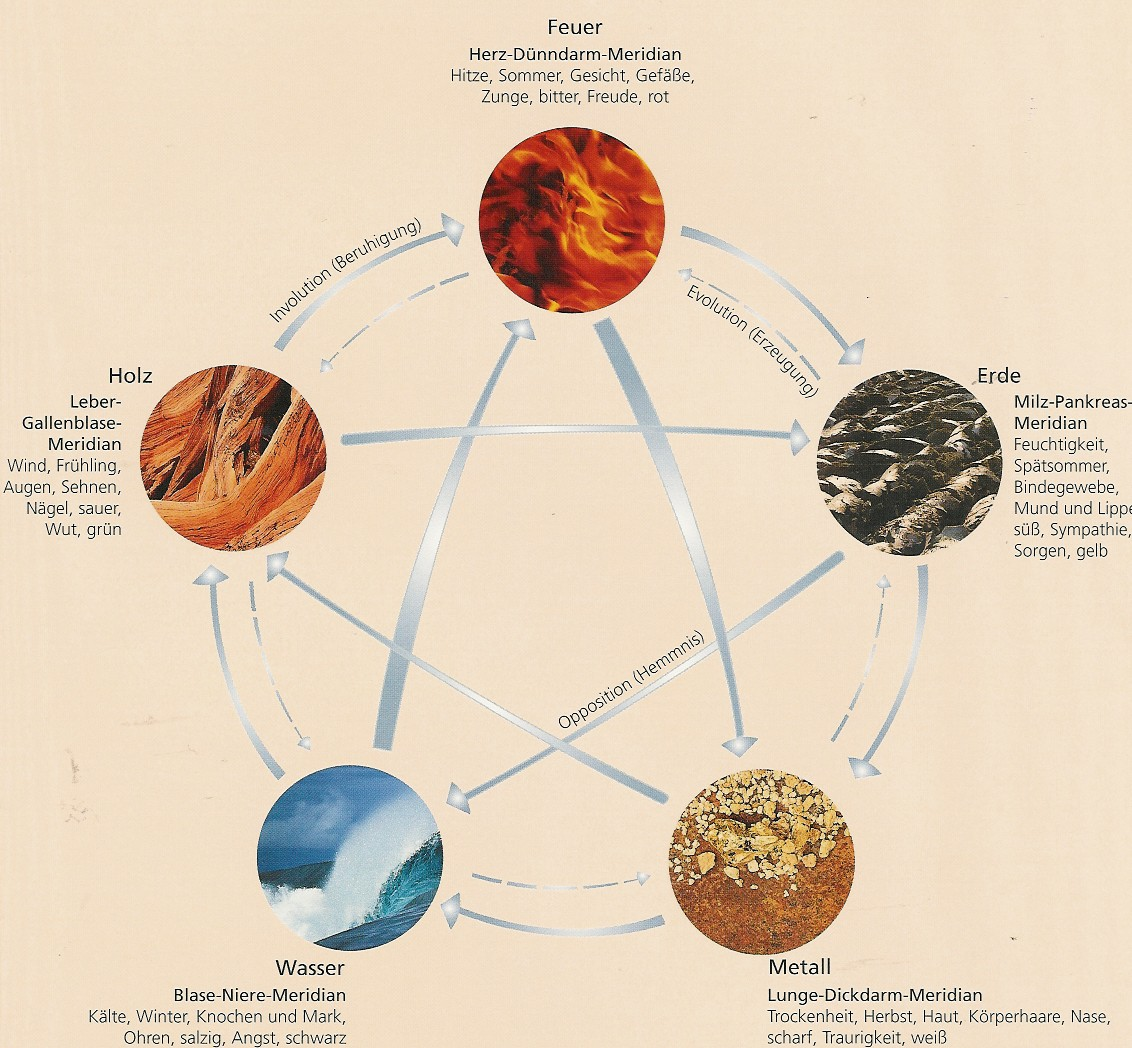 Feuer
Herz-Dünndarm-Meridian
Hitze, Sommer, Gesicht, Gefäße,
Zunge, bitter, Freude, rot
Involution (Beruhigung)
Evolution (Erzeugung)
Holz
Leber-
Gallenblase-
Meridian
Wind, Frühling,
Augen, Sehnen,
Nägel, sauer,
Wut, grün
Erde
Milz-Pankreas-
Meridian
Feuchtigkeit,
Spätsommer,
Bindegewebe,
Mund und Lippe
süß, Sympathie,
Sorgen, gelb
Opposition (Hemmnis)
Wasser
Blase-Niere-Meridian
Kälte, Winter, Knochen und Mark,
Ohren, salzig, Angst, schwarz
Metall
Lunge-Dickdarm-Meridian
Trockenheit, Herbst, Haut, Körperhaare, Nase,
scharf, Traurigkeit, weiß